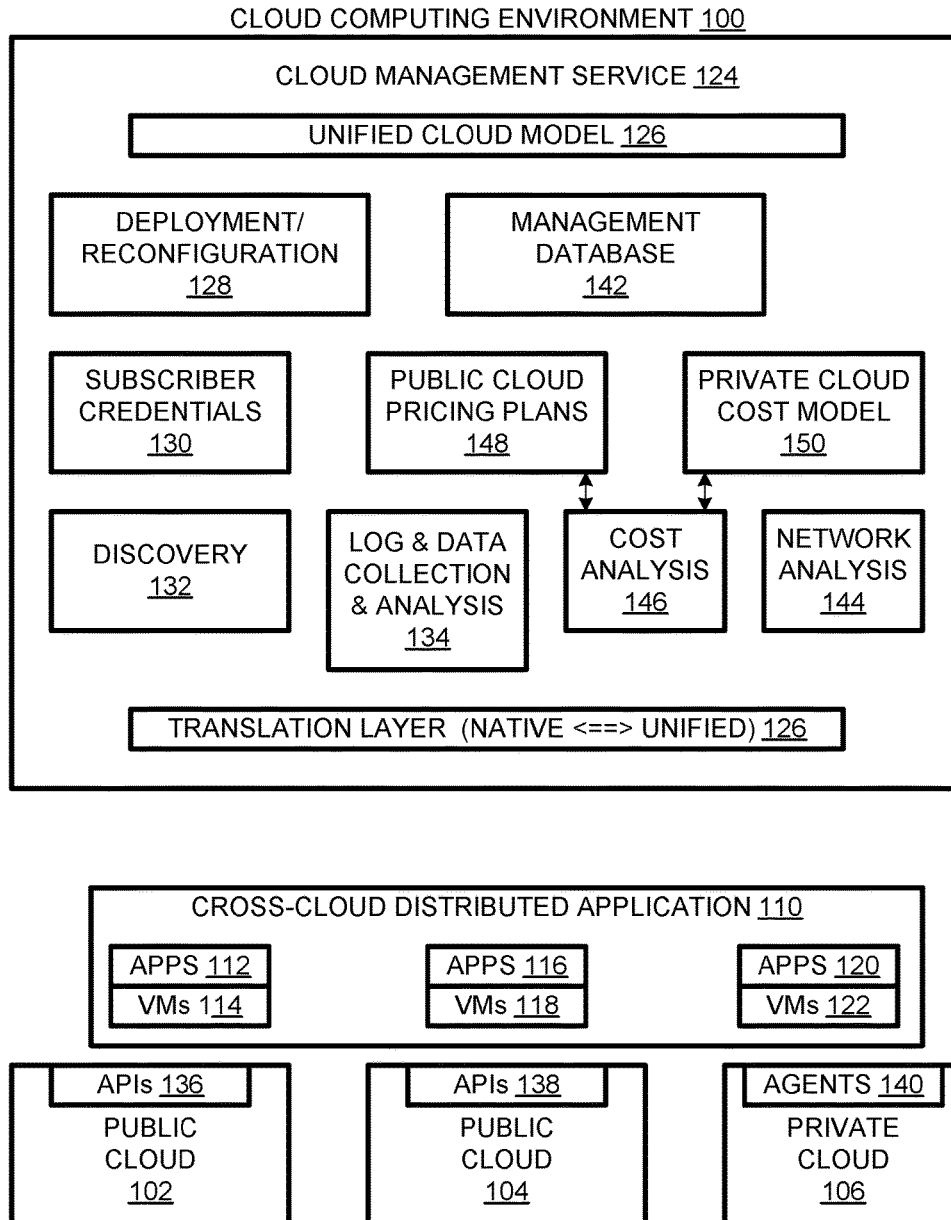 CLOUD COMPUTING ENVIRONMENT 100
CLOUD MANAGEMENT SERVICE 124
UNIFIED CLOUD MODEL 126
DEPLOYMENT/
RECONFIGURATION
128
MANAGEMENT
DATABASE
142
SUBSCRIBER
CREDENTIALS
130
PUBLIC CLOUD
PRICING PLANS
148
PRIVATE CLOUD
COST MODEL
150
DISCOVERY
132
LOG & DATA
COLLECTION
& ANALYSIS
134
COST
ANALYSIS
146
NETWORK
ANALYSIS
144
TRANSLATION LAYER (NATIVE <==> UNIFIED) 126
CROSS-CLOUD DISTRIBUTED APPLICATION 110
APPS 112
VMs 114
APPS 116
VMs 118
APPS 120
VMs 122
APIs 136
PUBLIC
CLOUD
102
APIs 138
PUBLIC
CLOUD
104
AGENTS 140
PRIVATE
CLOUD
106